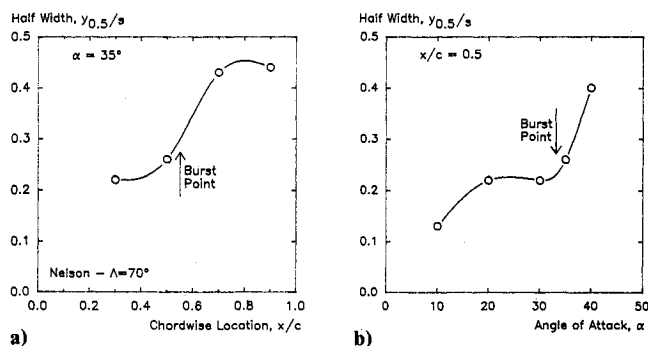 Half Width, y0.5/s
0.5
0.4
0.3
0.2
0.1
0.0
α = 35°
Burst
Point
Nelson – Λ=70°
0.0 0.2 0.4 0.6 0.8 1.0
Chordwise Location, x/c
a)
Half Width, y0.5/s
0.5
0.4
0.3
0.2
0.1
0.0
x/c = 0.5
Burst
Point
0 10 20 30 40 50
Angle of Attack, α
b)